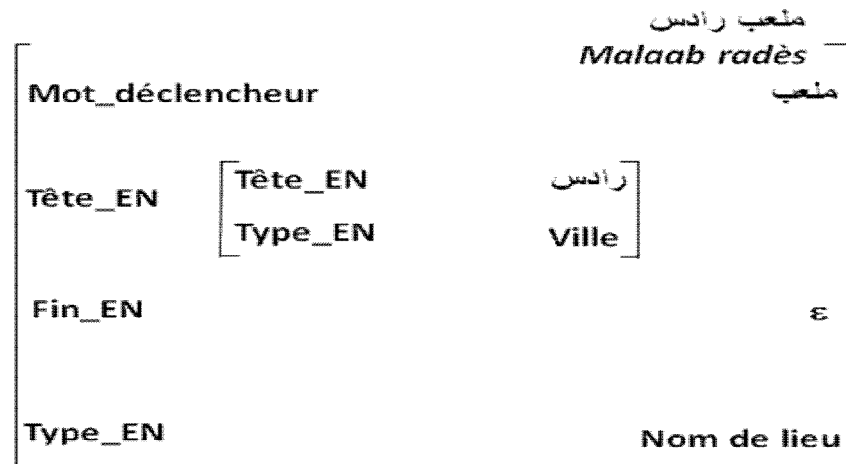 ملعب رادس
Malaab radès
Mot_déclencheur ملعب
Tête_EN
Tête_EN رادس
Type_EN Ville
Fin_EN ε
Type_EN Nom de lieu